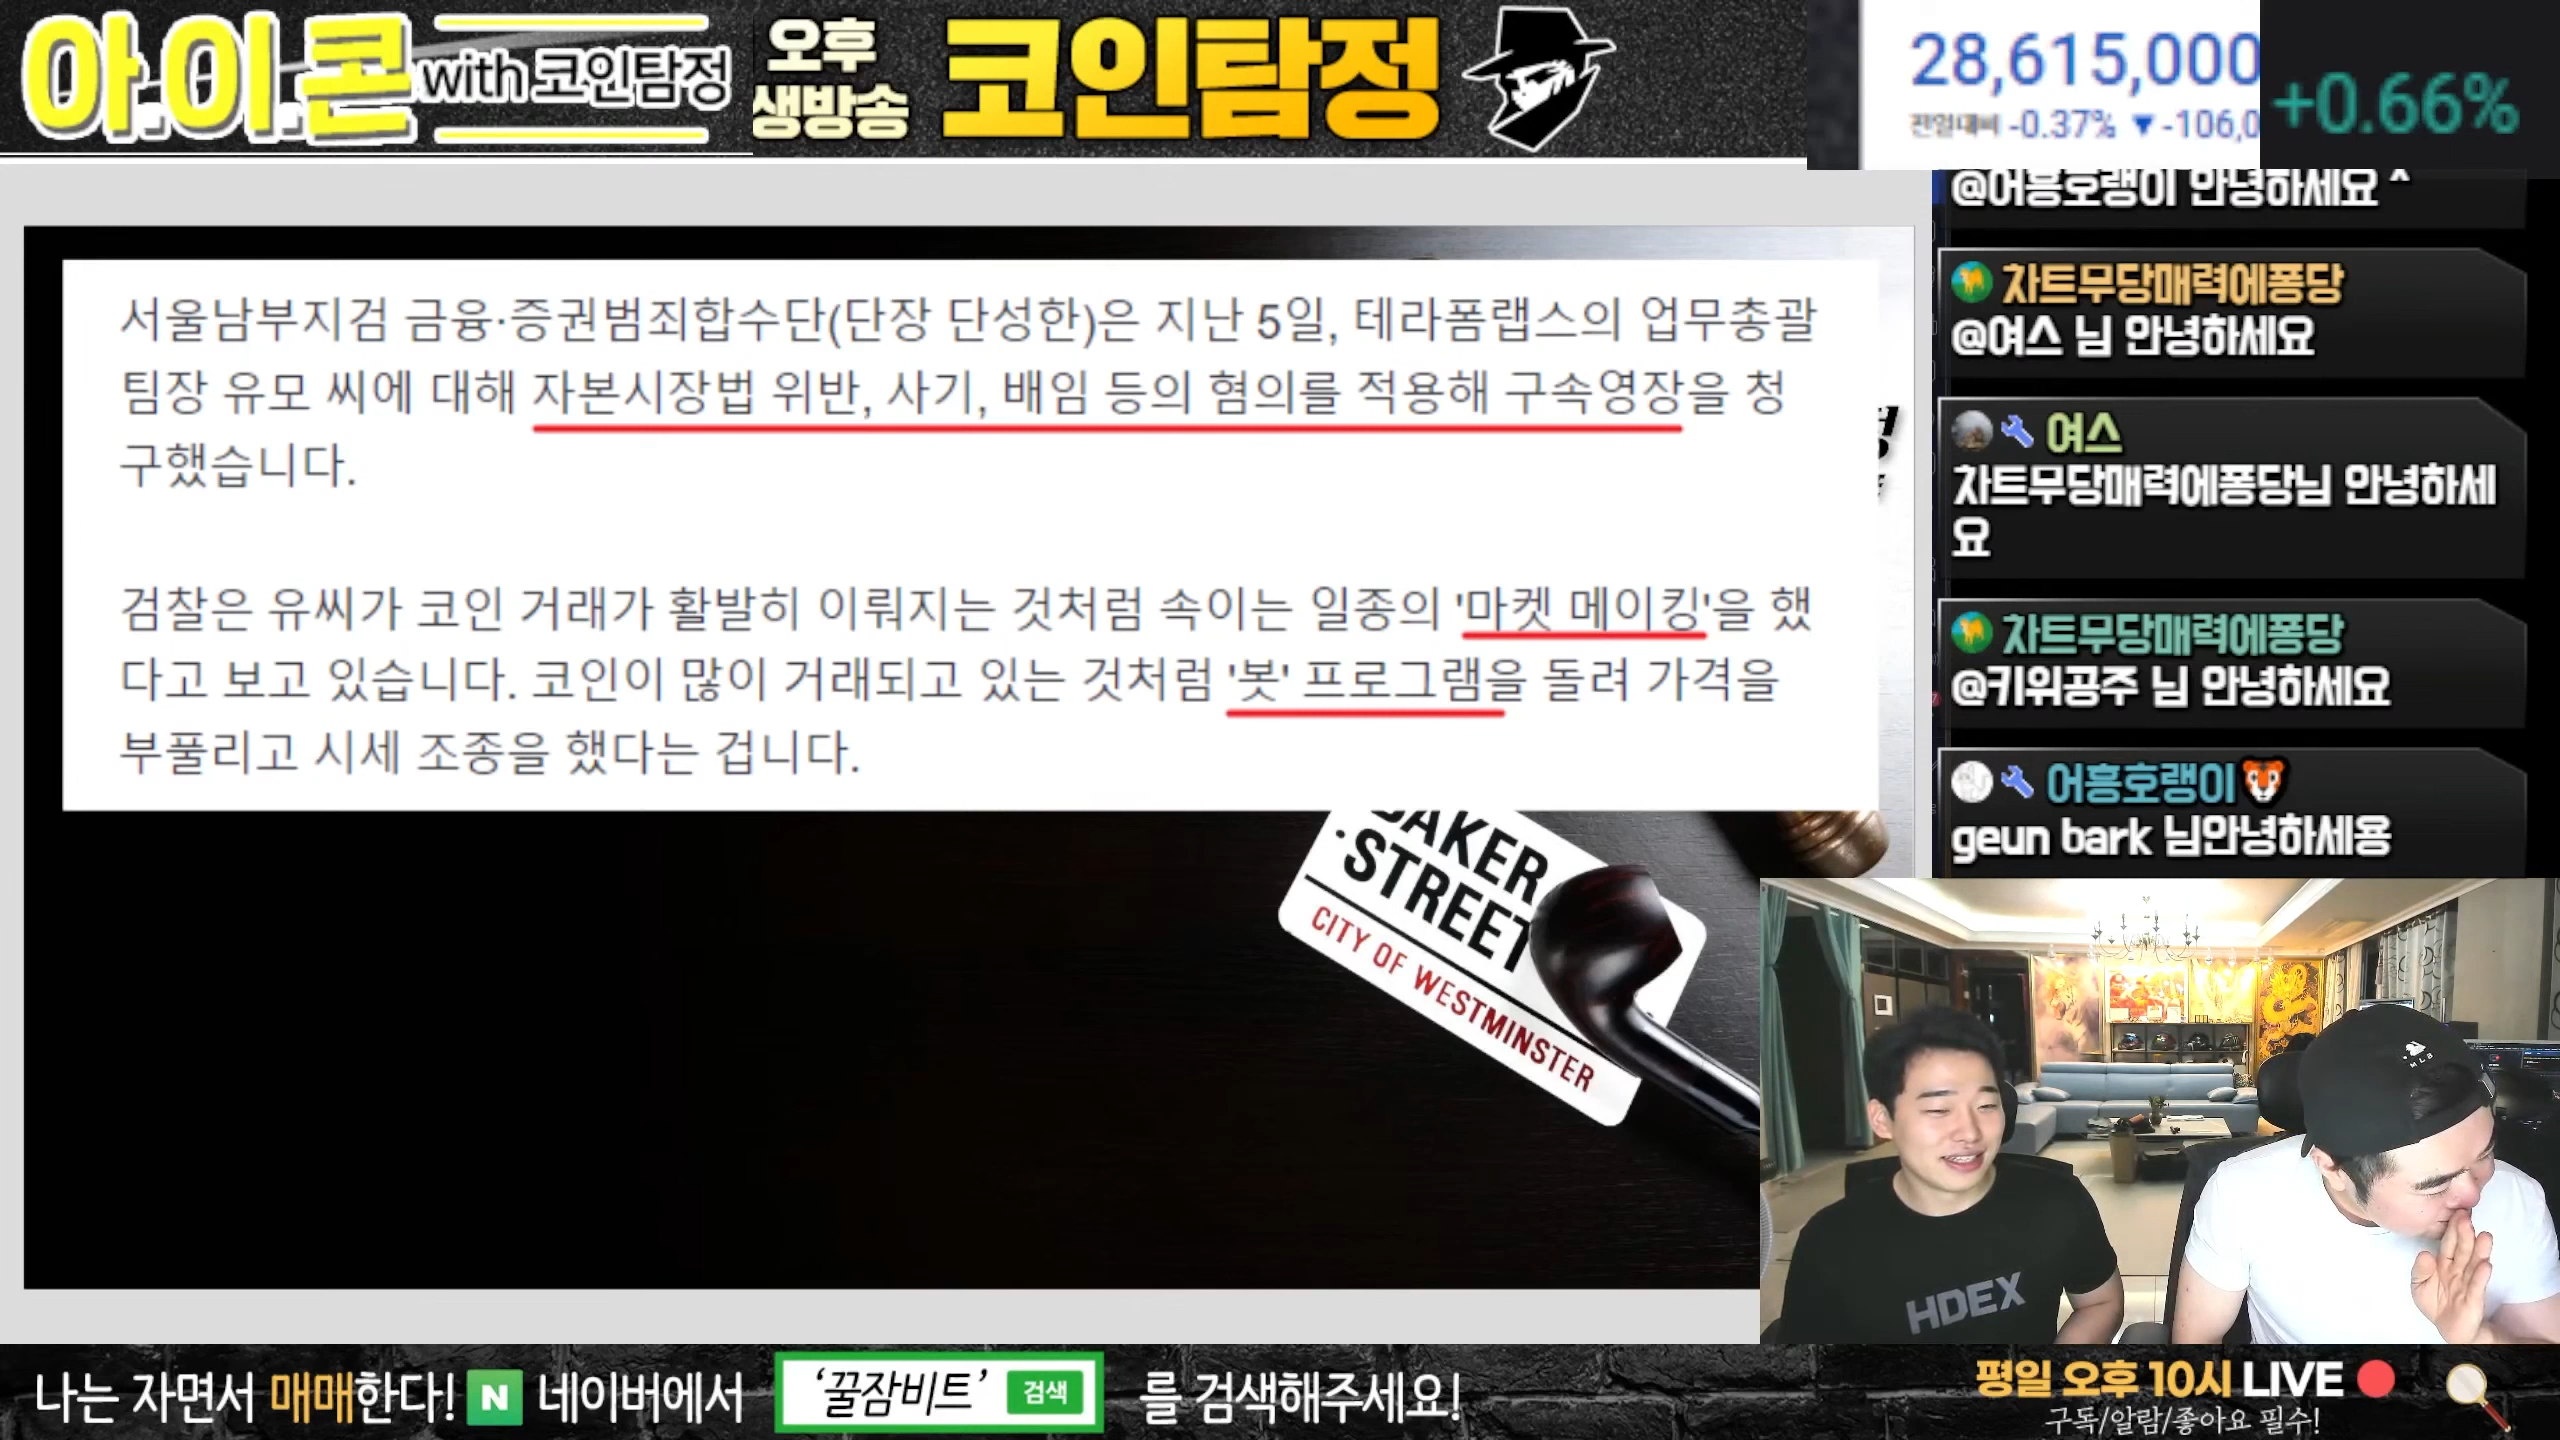 아이콘 with 코인탐정
오후
생방송
코인탐정
28,615,000
전일대비 -0.37% ▼ -106,0
+0.66%
서울남부지검 금융·증권범죄합수단(단장 단성한)은 지난 5일, 테라폼랩스의 업무총괄
팀장 유모 씨에 대해 자본시장법 위반, 사기, 배임 등의 혐의를 적용해 구속영장을 청
구했습니다.
검찰은 유씨가 코인 거래가 활발히 이뤄지는 것처럼 속이는 일종의 '마켓 메이킹'을 했
다고 보고 있습니다. 코인이 많이 거래되고 있는 것처럼 '봇' 프로그램을 돌려 가격을
부풀리고 시세 조종을 했다는 겁니다.
BAKER
STREET
CITY OF WESTMINSTER
@어흥호랭이 안녕하세요 ^
차트무당매력에퐁당
@여스 님 안녕하세요
여스
차트무당매력에퐁당님 안녕하세
요
차트무당매력에퐁당
@키위공주 님 안녕하세요
어흥호랭이
geun bark 님안녕하세용
MLB
HDEX
나는 자면서 매매한다! N 네이버에서 '꿀잠비트' 검색 를 검색해주세요!
평일 오후 10시 LIVE
구독/알람/좋아요 필수!